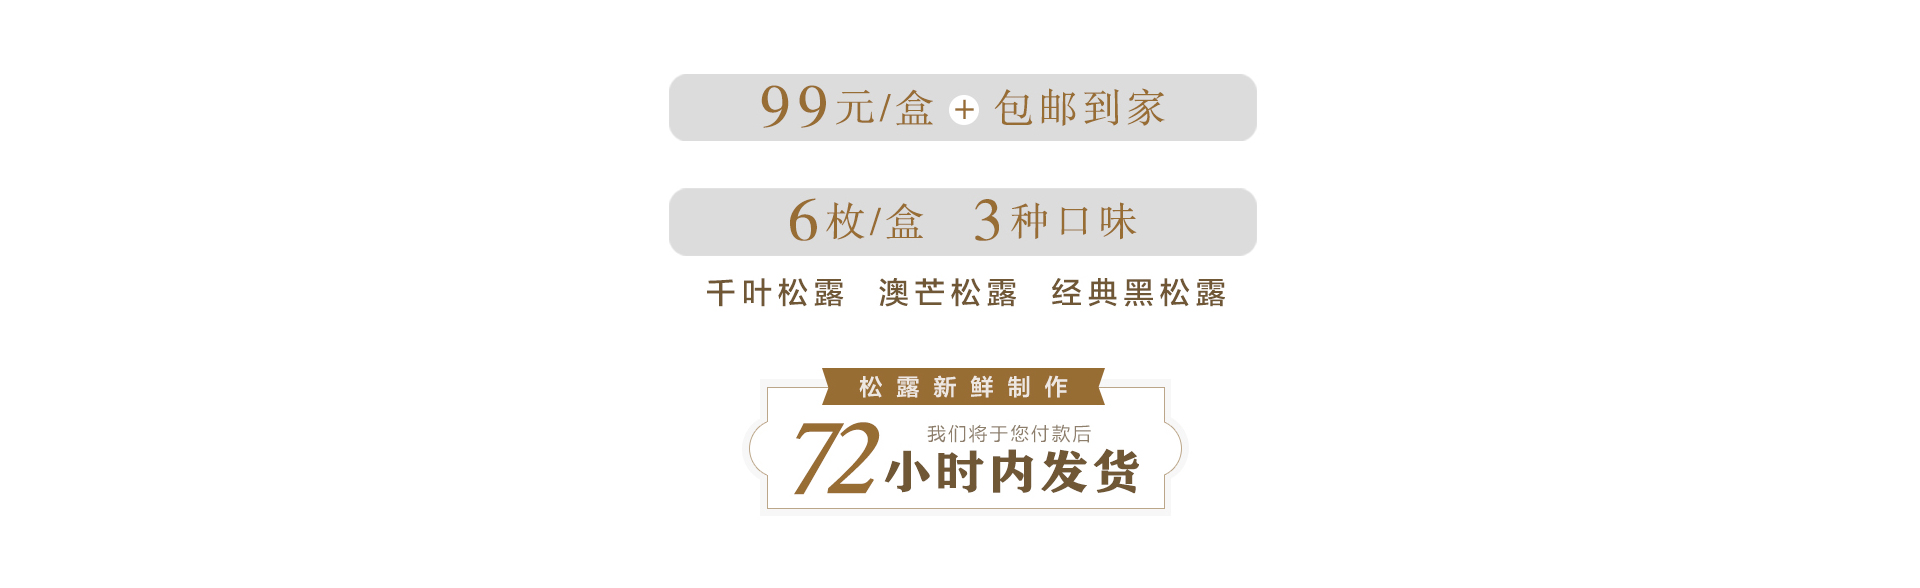 99元/盒 + 包邮到家
6枚/盒 3种口味
千叶松露 澳芒松露 经典黑松露
松露新鲜制作
我们将于您付款后
72小时内发货